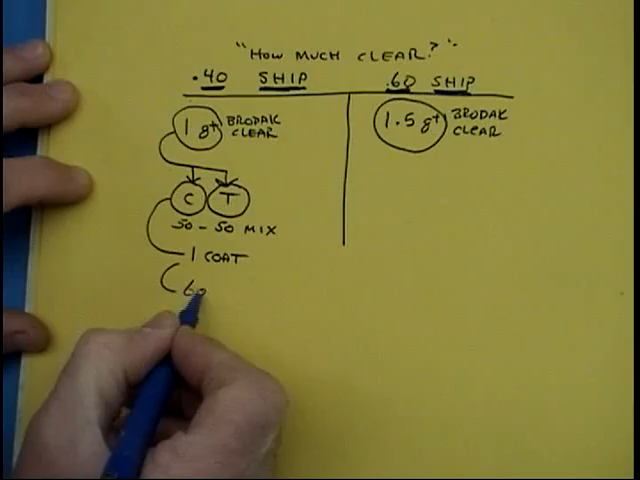 "HOW MUCH CLEAR?"
.40 SHIP
.60 SHIP
1 qt BRODAK CLEAR
1.5 qt BRODAK CLEAR
C T
50-50 MIX
1 COAT
60